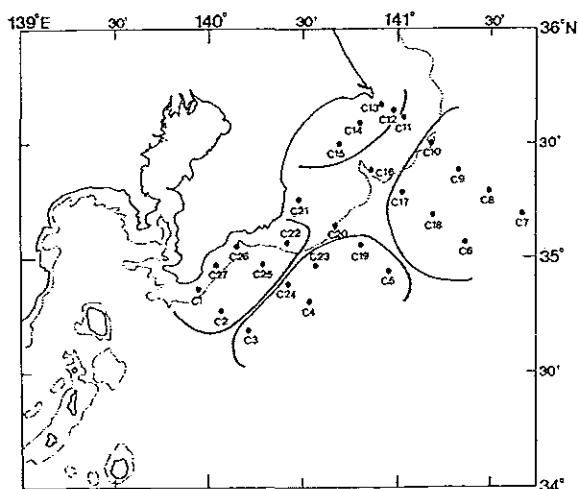 139°E 30' 140° 30' 141° 30' 36°N
C13 C12 C11
C14
C15 C10 30'
C16 C9
C17 C8
C21 C18 C7
C22 C20 C6
C26 C23 C19 35°
C27 C25 C5
C1 C24
C2 C4
C3
30'
34°